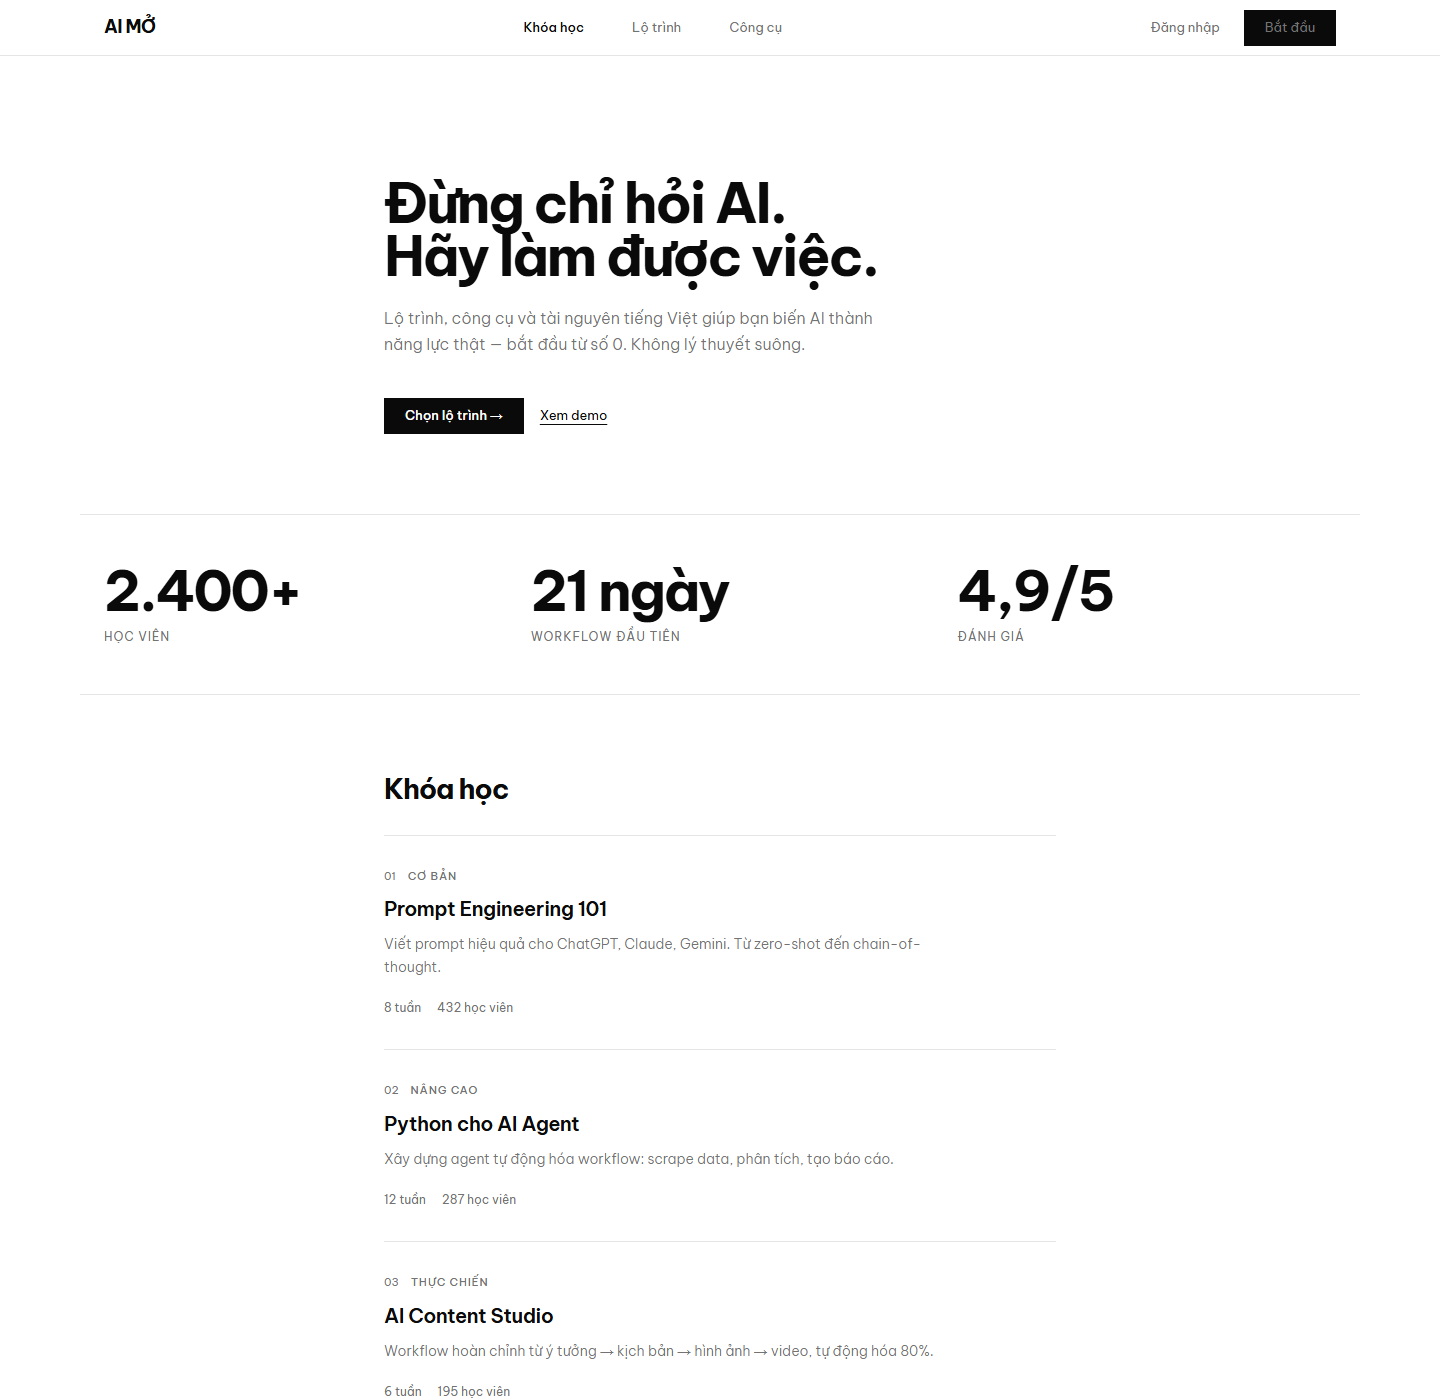 AI MỞ
Khóa học
Lộ trình
Công cụ
Đăng nhập
Bắt đầu
Đừng chỉ hỏi AI.
Hãy làm được việc.
Lộ trình, công cụ và tài nguyên tiếng Việt giúp bạn biến AI thành
năng lực thật — bắt đầu từ số 0. Không lý thuyết suông.
Chọn lộ trình →
Xem demo
2.400+
HỌC VIÊN
21 ngày
WORKFLOW ĐẦU TIÊN
4,9/5
ĐÁNH GIÁ
Khóa học
01 CƠ BẢN
Prompt Engineering 101
Viết prompt hiệu quả cho ChatGPT, Claude, Gemini. Từ zero-shot đến chain-of-
thought.
8 tuần 432 học viên
02 NÂNG CAO
Python cho AI Agent
Xây dựng agent tự động hóa workflow: scrape data, phân tích, tạo báo cáo.
12 tuần 287 học viên
03 THỰC CHIẾN
AI Content Studio
Workflow hoàn chỉnh từ ý tưởng → kịch bản → hình ảnh → video, tự động hóa 80%.
6 tuần 195 học viên